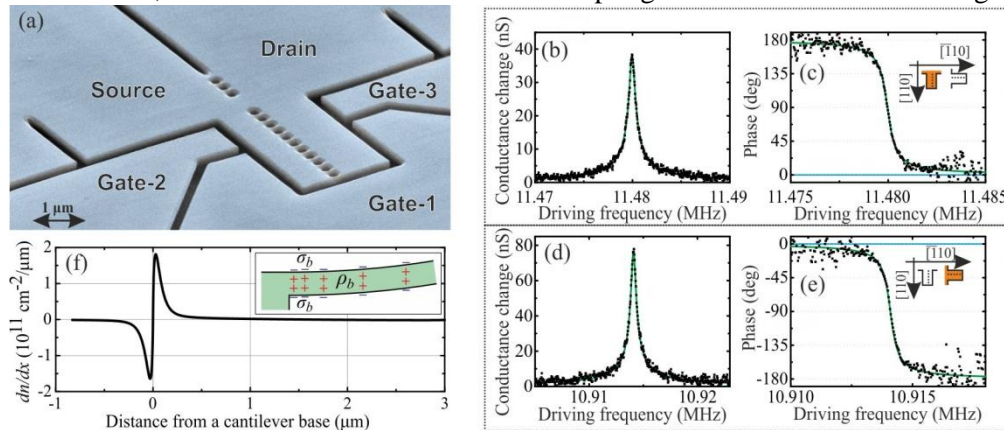 (a)
Drain
Source
Gate-3
Gate-2
Gate-1
1 μm
(b)
Conductance change (nS)
40
30
20
10
0
11.47 11.48 11.49
Driving frequency (MHz)
(c)
Phase (deg)
180
135
90
45
0
[1̄10]
[110]
11.475 11.480 11.485
Driving frequency (MHz)
(d)
Conductance change (nS)
80
60
40
20
0
10.91 10.92
Driving frequency (MHz)
(e)
Phase (deg)
0
-45
-90
-135
-180
[1̄10]
[110]
10.910 10.915
Driving frequency (MHz)
(f)
dn/dx (10¹¹ cm⁻²/μm)
2
1
0
-1
-2
σb
ρb
σb
-1 0 1 2 3
Distance from a cantilever base (μm)